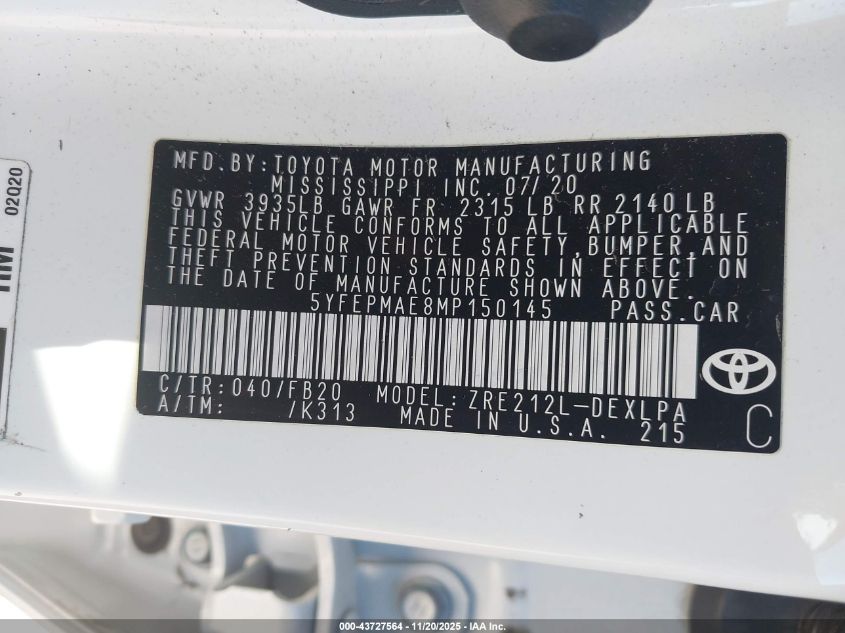 MFD.BY:TOYOTA MOTOR MANUFACTURING
MISSISSIPPI INC. 07/20
GVWR 3935LB GAWR FR 2315 LB RR 2140 LB
THIS VEHICLE CONFORMS TO ALL APPLICABLE
FEDERAL MOTOR VEHICLE SAFETY,BUMPER,AND
THEFT PREVENTION STANDARDS IN EFFECT ON
THE DATE OF MANUFACTURE SHOWN ABOVE.
5YFEPMAE8MP150145 PASS.CAR
C/TR:040/FB20 MODEL:ZRE212L-DEXLPA
A/TM: /K313 MADE IN U.S.A. 215
C
02Q20
000-43727564 - 11/20/2025 - IAA Inc.